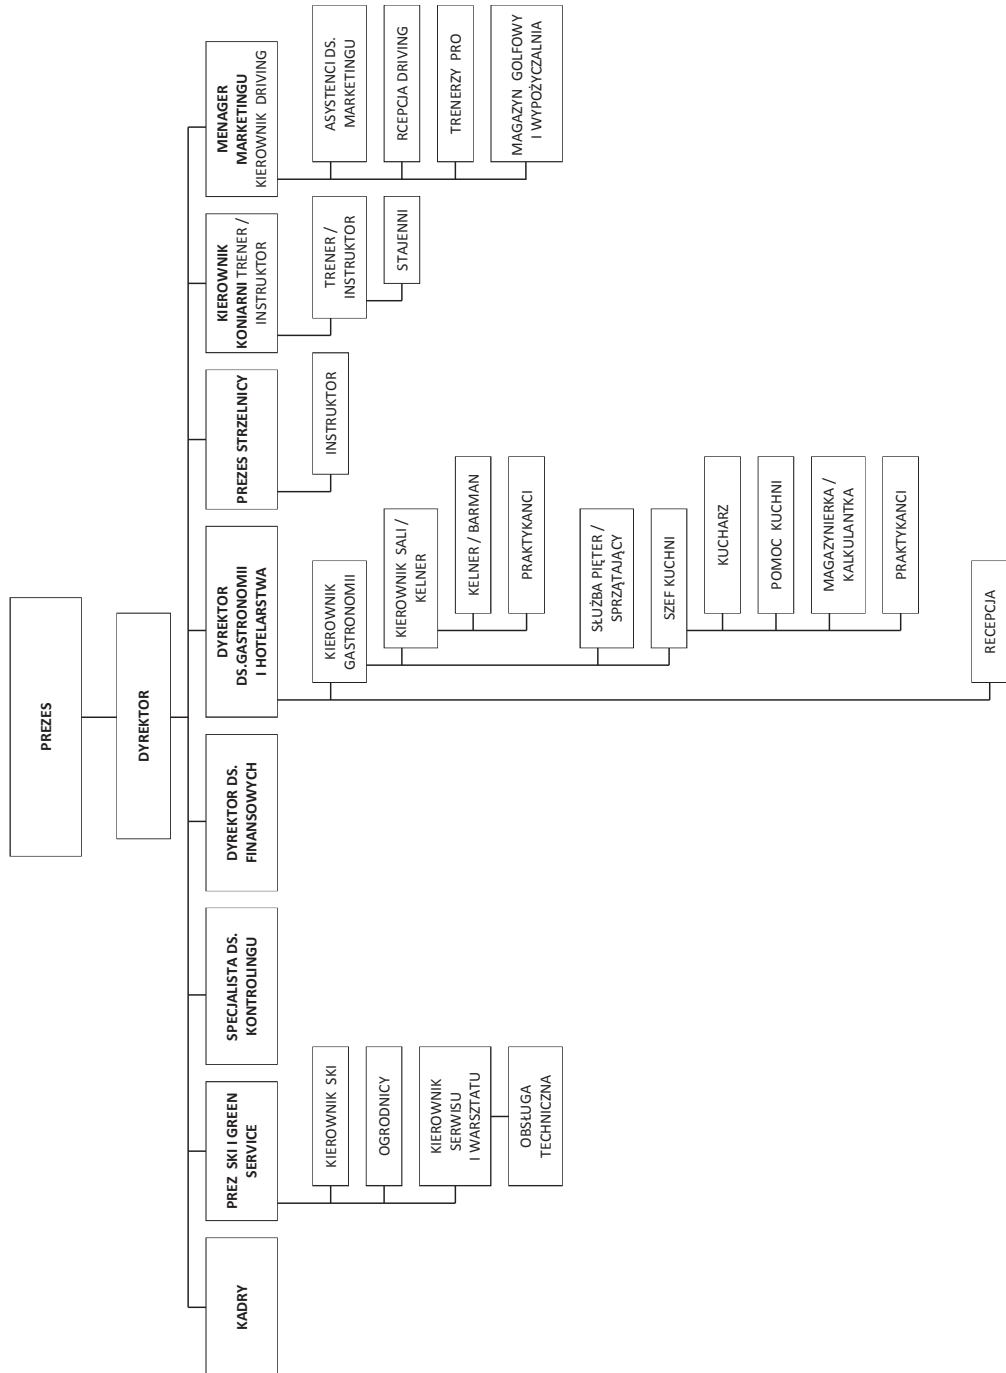 PREZES
DYREKTOR
KADRY
PREZ SKI I GREEN
SERVICE
KIEROWNIK SKI
OGRODNICY
KIEROWNIK
SERWISU
I WARSZTATU
OBSŁUGA
TECHNICZNA
SPECJALISTA DS.
KONTROLINGU
DYREKTOR DS.
FINANSOWYCH
DYREKTOR
DS.GASTRONOMII
I HOTELARSTWA
KIEROWNIK
GASTRONOMII
KIEROWNIK SALI /
KELNER
KELNER / BARMAN
PRAKTYKANCI
SŁUŻBA PIĘTER /
SPRZĄTAJĄCY
SZEF KUCHNI
KUCHARZ
POMOC KUCHNI
MAGAZYNIERKA /
KALKULANTKA
PRAKTYKANCI
RECEPCJA
PREZES STRZELNICY
INSTRUKTOR
KIEROWNIK
KONIARNI TRENER /
INSTRUKTOR
TRENER /
INSTRUKTOR
STAJENNI
MENAGER
MARKETINGU
KIEROWNIK DRIVING
ASYSTENCI DS.
MARKETINGU
RCEPCJA DRIVING
TRENERZY PRO
MAGAZYN GOLFOWY
I WYPOŻYCZALNIA